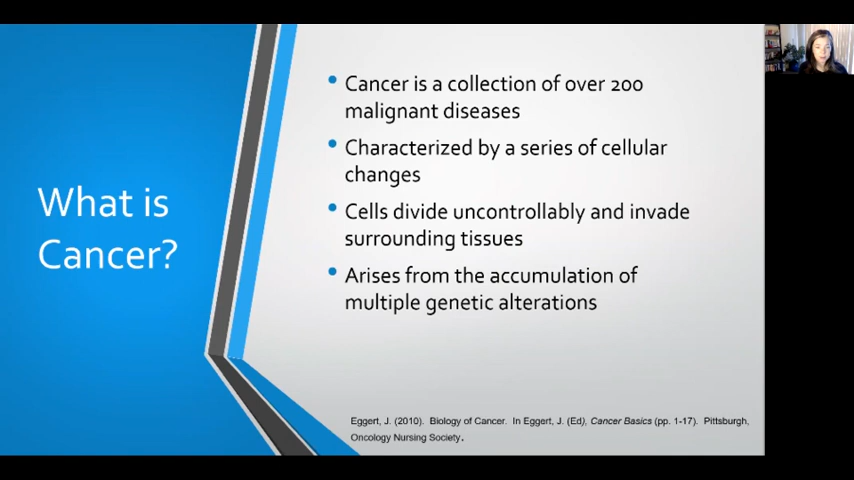 What is
Cancer?
• Cancer is a collection of over 200
malignant diseases
• Characterized by a series of cellular
changes
• Cells divide uncontrollably and invade
surrounding tissues
• Arises from the accumulation of
multiple genetic alterations
Eggert, J. (2010). Biology of Cancer. In Eggert, J. (Ed), Cancer Basics (pp. 1-17). Pittsburgh,
Oncology Nursing Society.